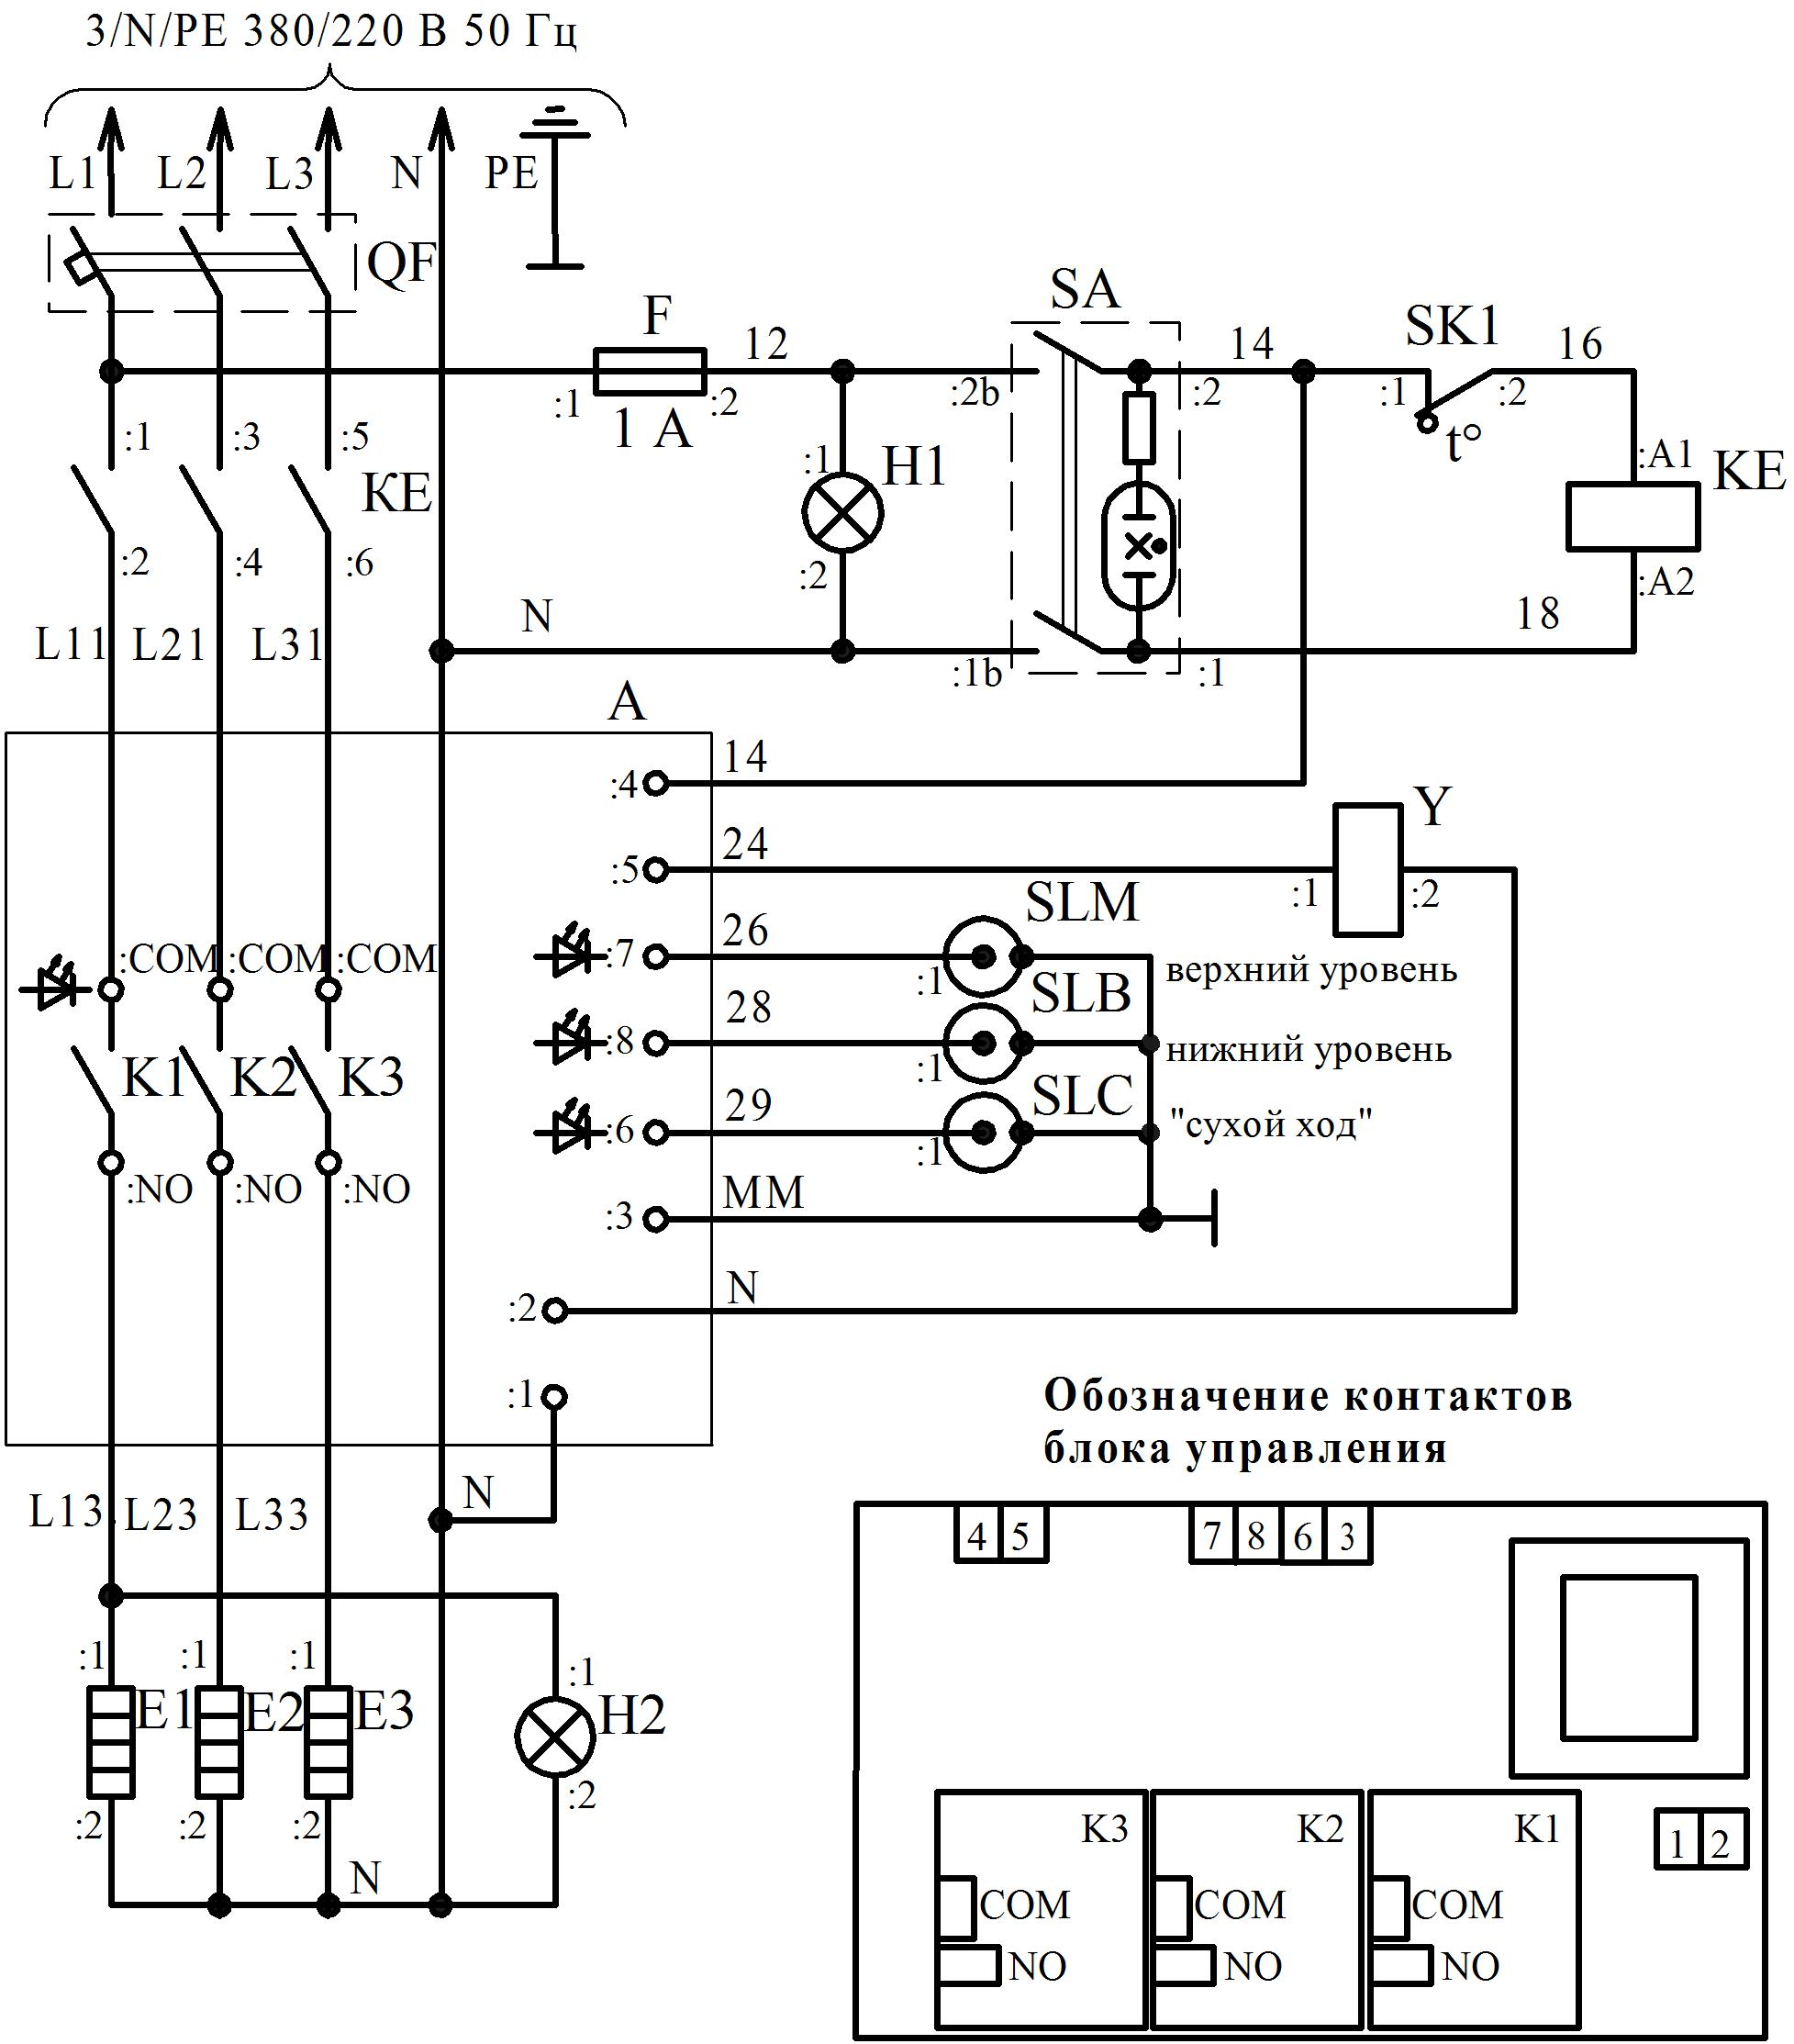 3/N/PE 380/220 В 50 Гц
L1 L2 L3 N PE
QF
F SA SK1
12 14 16
:1 :2 :2b :2 :1 :2
1 A
t°
:1 :3 :5
KE
:1 H1
:A1 KE
:2 :4 :6
:2
:A2
N 18
L11 L21 L31
:1b :1
A
:4 14
Y
:5 24
:1 :2
SLM
:7 26
:1
верхний уровень
:COM :COM :COM
SLB
:8 28
:1
нижний уровень
K1 K2 K3
SLC
:6 29
:1
"сухой ход"
:NO :NO :NO
:3 MM
:2 N
:1
Обозначение контактов
блока управления
L13 L23 L33 N
4 5 7 8 6 3
:1 :1 :1 :1
E1 E2 E3 H2
:2 :2 :2 :2
N
K3 K2 K1
1 2
COM COM COM
NO NO NO